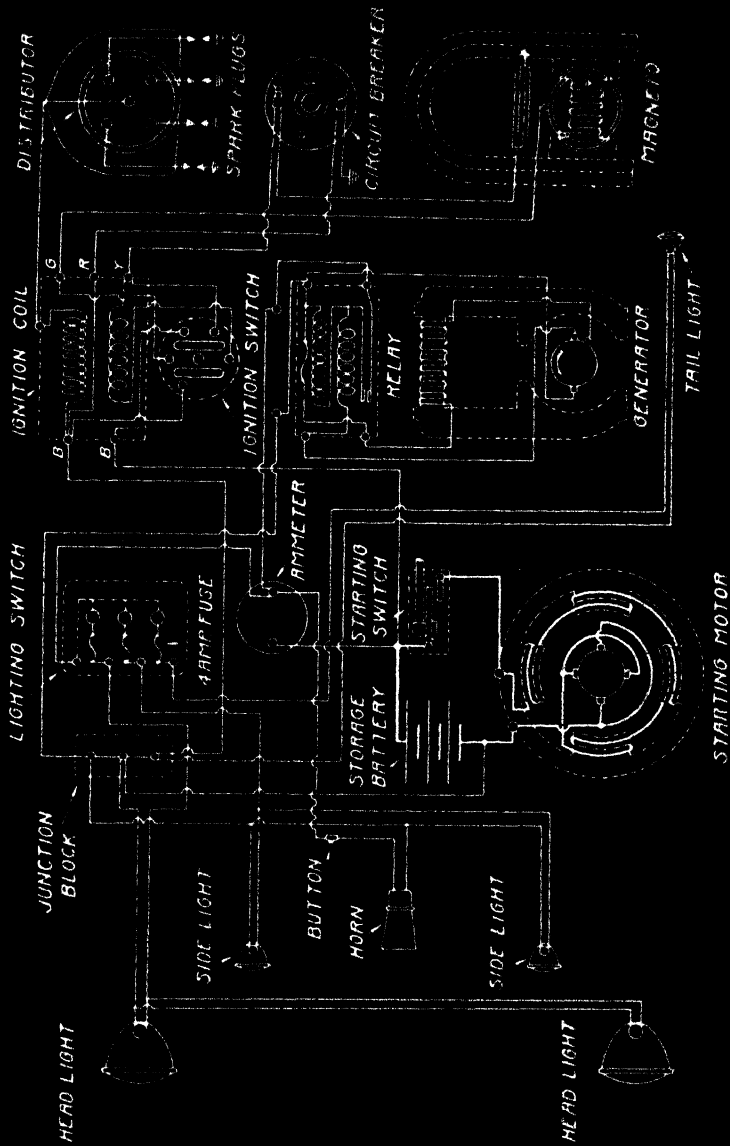 DISTRIBUTOR
SPARK PLUGS
CIRCUIT BREAKER
MAGNETO
IGNITION COIL
G
R
Y
B
B
IGNITION SWITCH
RELAY
GENERATOR
TAIL LIGHT
LIGHTING SWITCH
4 AMP FUSE
AMMETER
STARTING
SWITCH
STORAGE
BATTERY
STARTING MOTOR
JUNCTION
BLOCK
SIDE LIGHT
BUTTON
HORN
SIDE LIGHT
HEAD LIGHT
HEAD LIGHT